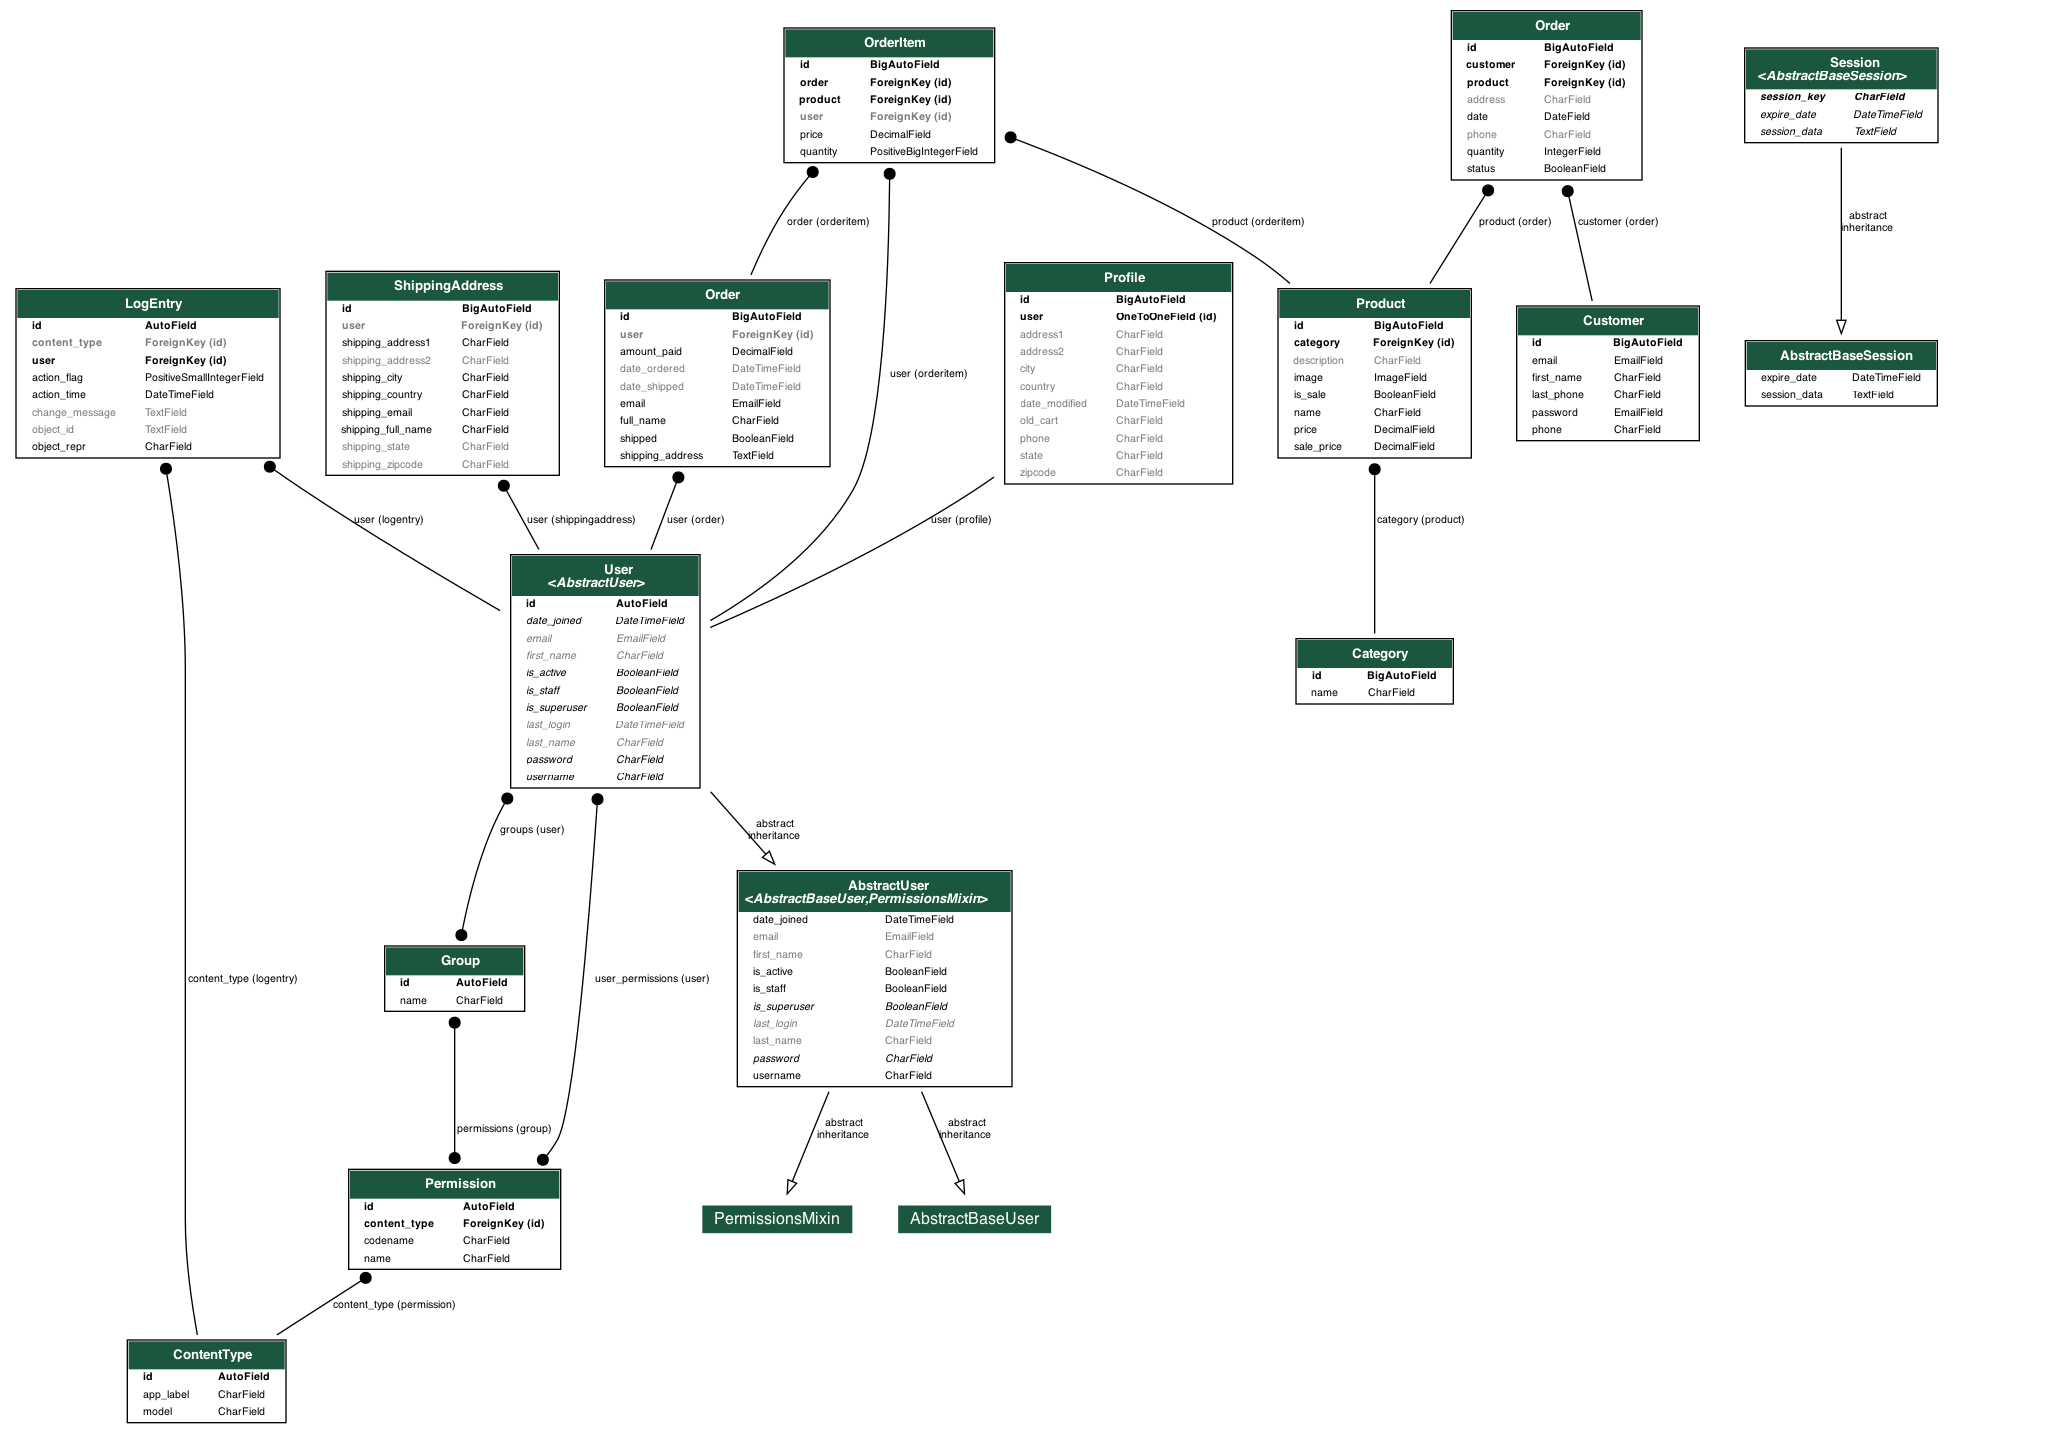 OrderItem
id BigAutoField
order ForeignKey (id)
product ForeignKey (id)
user ForeignKey (id)
price DecimalField
quantity PositiveBigIntegerField
Order
id BigAutoField
customer ForeignKey (id)
product ForeignKey (id)
address CharField
date DateField
phone CharField
quantity IntegerField
status BooleanField
Session
<AbstractBaseSession>
session_key CharField
expire_date DateTimeField
session_data TextField
order (orderitem)
product (orderitem)
product (order)
customer (order)
abstract
inheritance
LogEntry
id AutoField
content_type ForeignKey (id)
user ForeignKey (id)
action_flag PositiveSmallIntegerField
action_time DateTimeField
change_message TextField
object_id TextField
object_repr CharField
ShippingAddress
id BigAutoField
user ForeignKey (id)
shipping_address1 CharField
shipping_address2 CharField
shipping_city CharField
shipping_country CharField
shipping_email CharField
shipping_full_name CharField
shipping_state CharField
shipping_zipcode CharField
Order
id BigAutoField
user ForeignKey (id)
amount_paid DecimalField
date_ordered DateTimeField
date_shipped DateTimeField
email EmailField
full_name CharField
shipped BooleanField
shipping_address TextField
user (orderitem)
Profile
id BigAutoField
user OneToOneField (id)
address1 CharField
address2 CharField
city CharField
country CharField
date_modified DateTimeField
old_cart CharField
phone CharField
state CharField
zipcode CharField
Product
id BigAutoField
category ForeignKey (id)
description CharField
image ImageField
is_sale BooleanField
name CharField
price DecimalField
sale_price DecimalField
Customer
id BigAutoField
email EmailField
first_name CharField
last_phone CharField
password EmailField
phone CharField
AbstractBaseSession
expire_date DateTimeField
session_data TextField
user (logentry)
user (shippingaddress)
user (order)
user (profile)
category (product)
User
<AbstractUser>
id AutoField
date_joined DateTimeField
email EmailField
first_name CharField
is_active BooleanField
is_staff BooleanField
is_superuser BooleanField
last_login DateTimeField
last_name CharField
password CharField
username CharField
Category
id BigAutoField
name CharField
groups (user)
abstract
inheritance
content_type (logentry)
user_permissions (user)
AbstractUser
<AbstractBaseUser,PermissionsMixin>
date_joined DateTimeField
email EmailField
first_name CharField
is_active BooleanField
is_staff BooleanField
is_superuser BooleanField
last_login DateTimeField
last_name CharField
password CharField
username CharField
Group
id AutoField
name CharField
permissions (group)
abstract
inheritance
abstract
inheritance
Permission
id AutoField
content_type ForeignKey (id)
codename CharField
name CharField
PermissionsMixin
AbstractBaseUser
content_type (permission)
ContentType
id AutoField
app_label CharField
model CharField